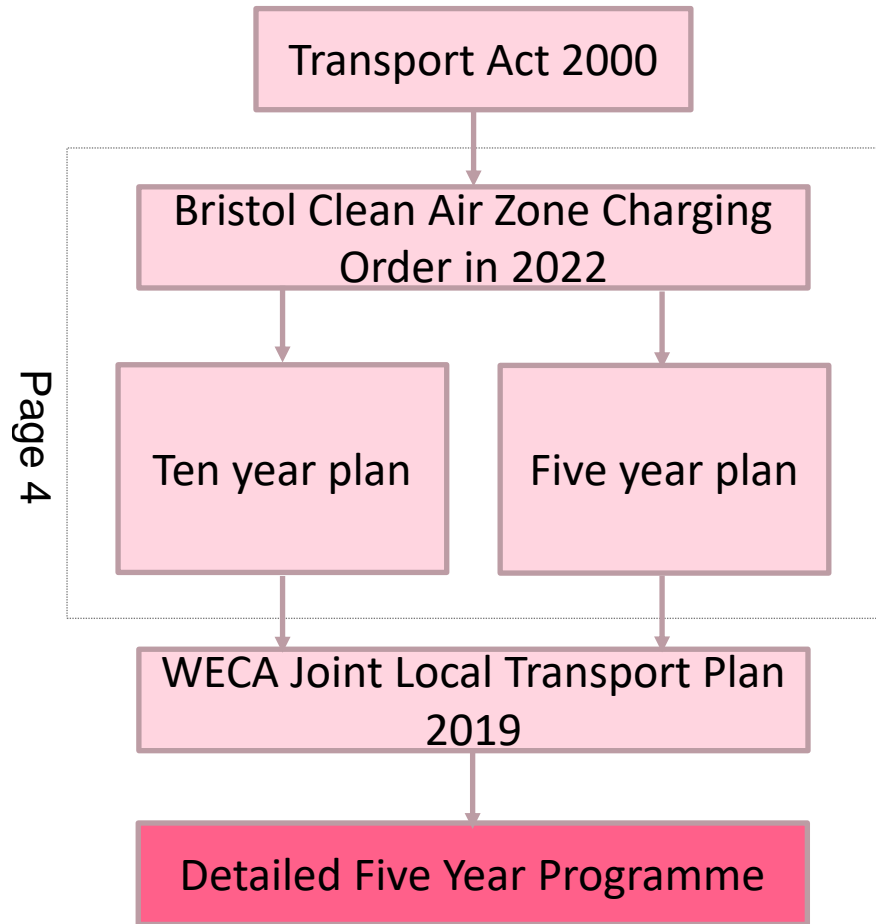 Transport Act 2000
Bristol Clean Air Zone Charging
Order in 2022
Page 4
Ten year plan
Five year plan
WECA Joint Local Transport Plan
2019
Detailed Five Year Programme